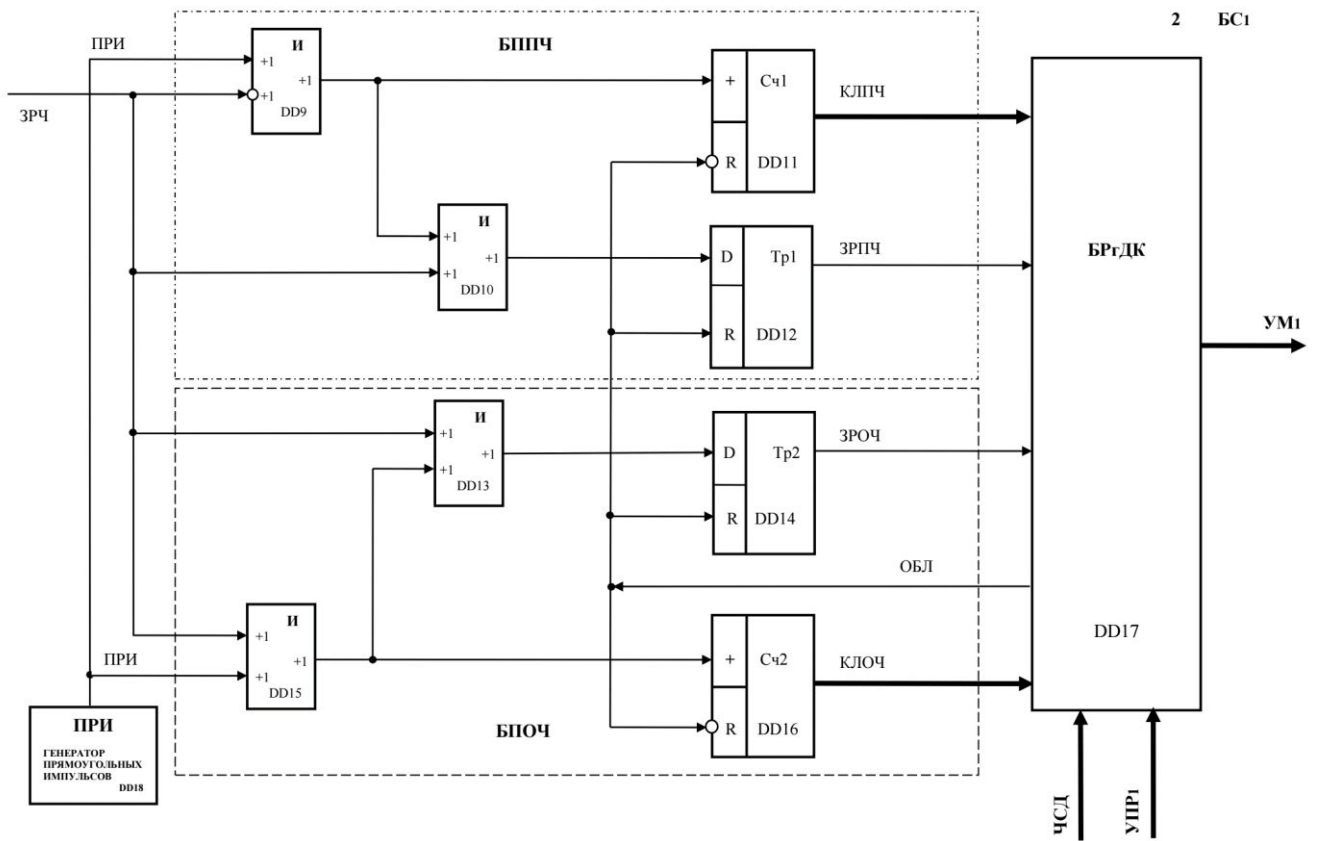 2 БС1
ПРИ
И
БППЧ
+1
+1
+1
DD9
ЗРЧ
+
Сч1
R
DD11
КЛПЧ
И
+1
+1
+1
DD10
D
Тр1
R
DD12
ЗРПЧ
БРгДК
УМ1
И
+1
+1
+1
DD13
D
Тр2
R
DD14
ЗРОЧ
ОБЛ
И
+1
+1
+1
DD15
ПРИ
+
Сч2
R
DD16
КЛОЧ
DD17
БПОЧ
ПРИ
ГЕНЕРАТОР
ПРЯМОУГОЛЬНЫХ
ИМПУЛЬСОВ
DD18
ЧСД
УПР1